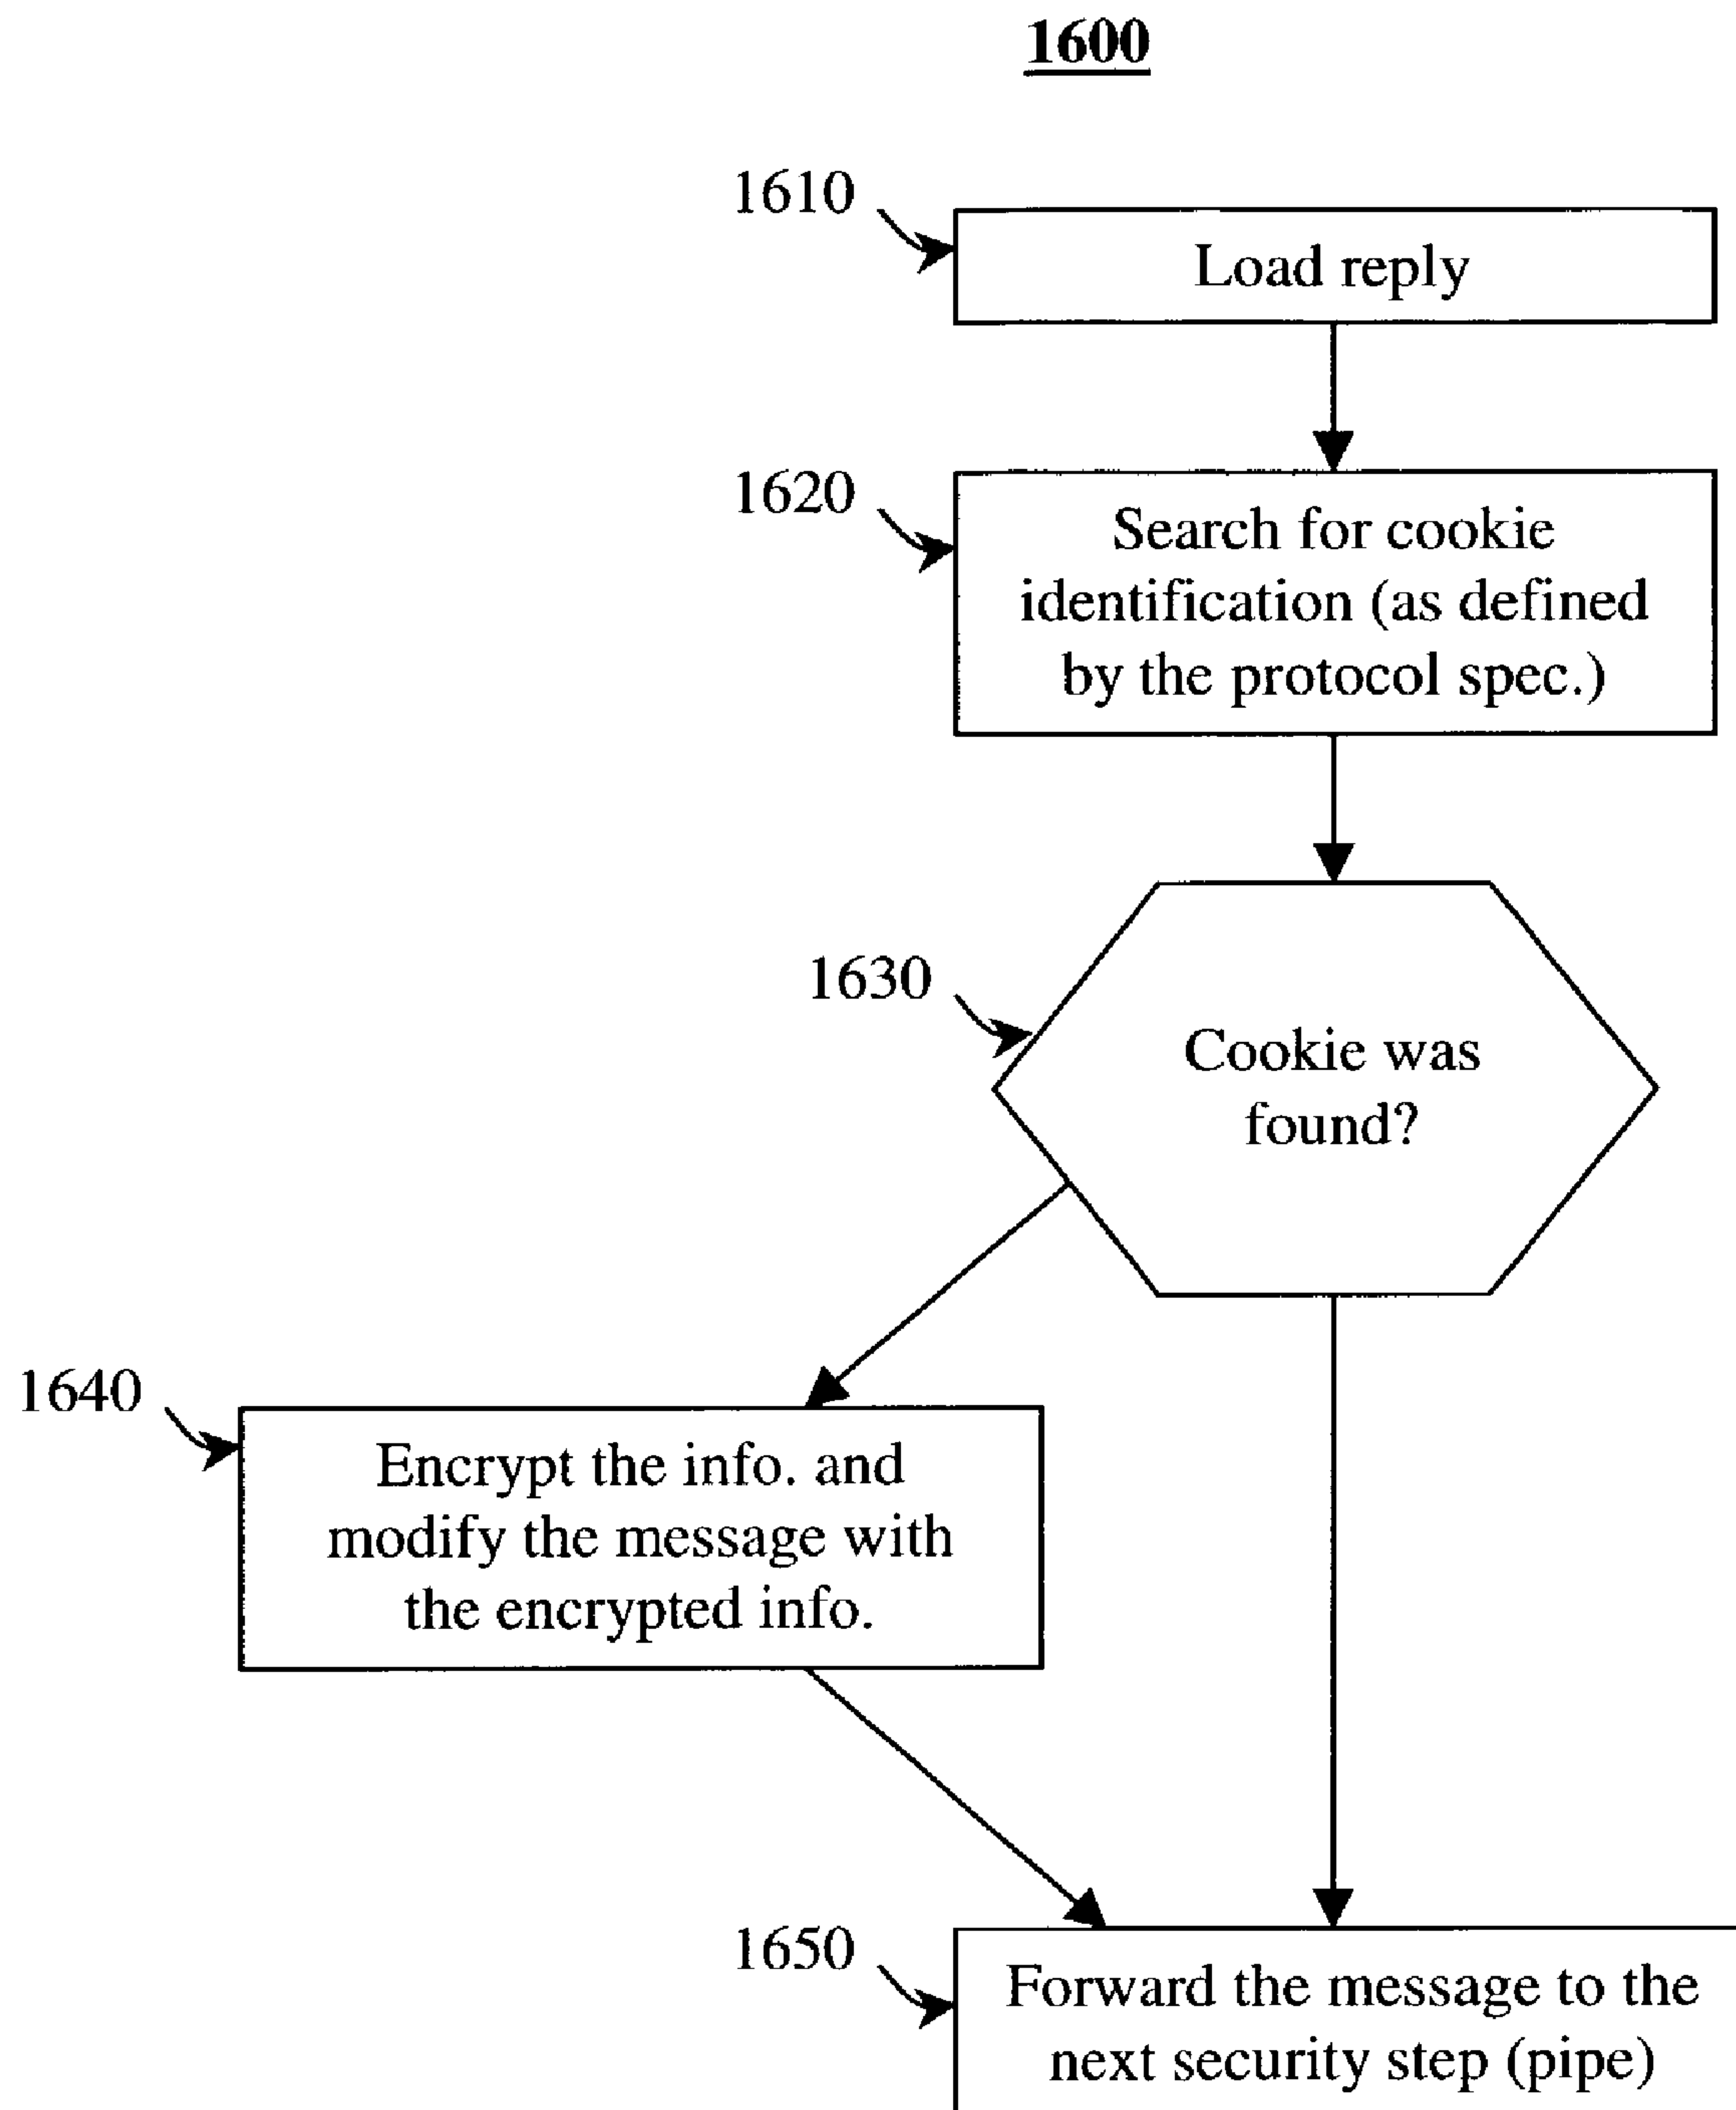 1600
1610
Load reply
1620
Search for cookie
identification (as defined
by the protocol spec.)
1630
Cookie was
found?
1640
Encrypt the info. and
modify the message with
the encrypted info.
1650
Forward the message to the
next security step (pipe)